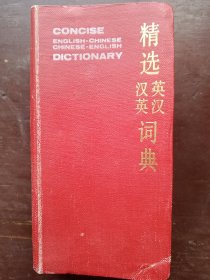 CONCISE
ENGLISH-CHINESE
CHINESE-ENGLISH
DICTIONARY
精选
英汉
汉英
词典